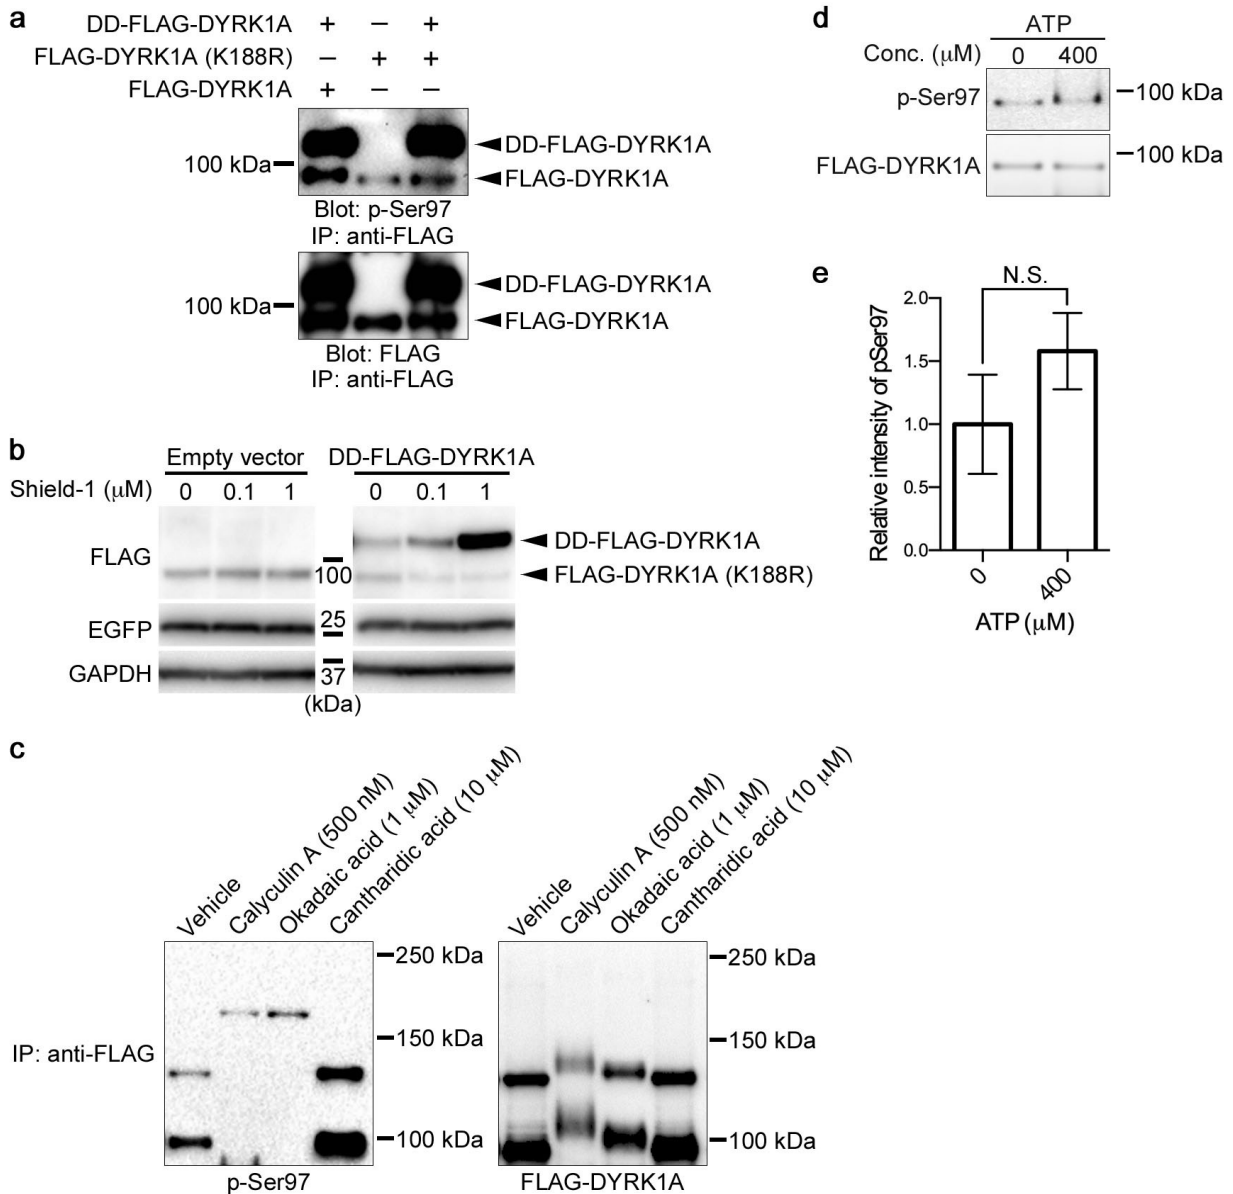 a
DD-FLAG-DYRK1A + − +
FLAG-DYRK1A (K188R) − + +
FLAG-DYRK1A + − −
DD-FLAG-DYRK1A
100 kDa
FLAG-DYRK1A
Blot: p-Ser97
IP: anti-FLAG
DD-FLAG-DYRK1A
100 kDa
FLAG-DYRK1A
Blot: FLAG
IP: anti-FLAG
b
Empty vector DD-FLAG-DYRK1A
Shield-1 (μM) 0 0.1 1 0 0.1 1
DD-FLAG-DYRK1A
FLAG
100 FLAG-DYRK1A (K188R)
25
EGFP
GAPDH 37
(kDa)
c
Vehicle
Calyculin A (500 nM)
Okadaic acid (1 μM)
Cantharidic acid (10 μM)
Vehicle
Calyculin A (500 nM)
Okadaic acid (1 μM)
Cantharidic acid (10 μM)
250 kDa 250 kDa
150 kDa 150 kDa
IP: anti-FLAG
100 kDa 100 kDa
p-Ser97 FLAG-DYRK1A
d
ATP
Conc. (μM) 0 400
p-Ser97 100 kDa
100 kDa
FLAG-DYRK1A
e
N.S.
2.0
1.5
1.0
0.5
0.0
Relative intensity of pSer97
0 400
ATP (μM)